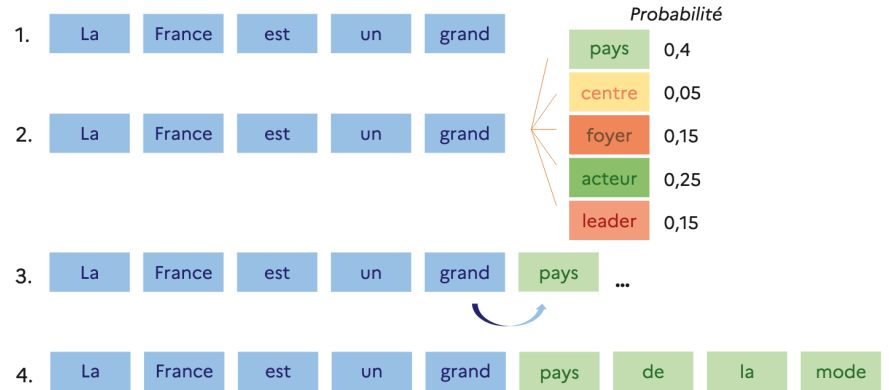 Probabilité
1. La France est un grand
pays 0,4
centre 0,05
2. La France est un grand
foyer 0,15
acteur 0,25
leader 0,15
3. La France est un grand pays ...
4. La France est un grand pays de la mode